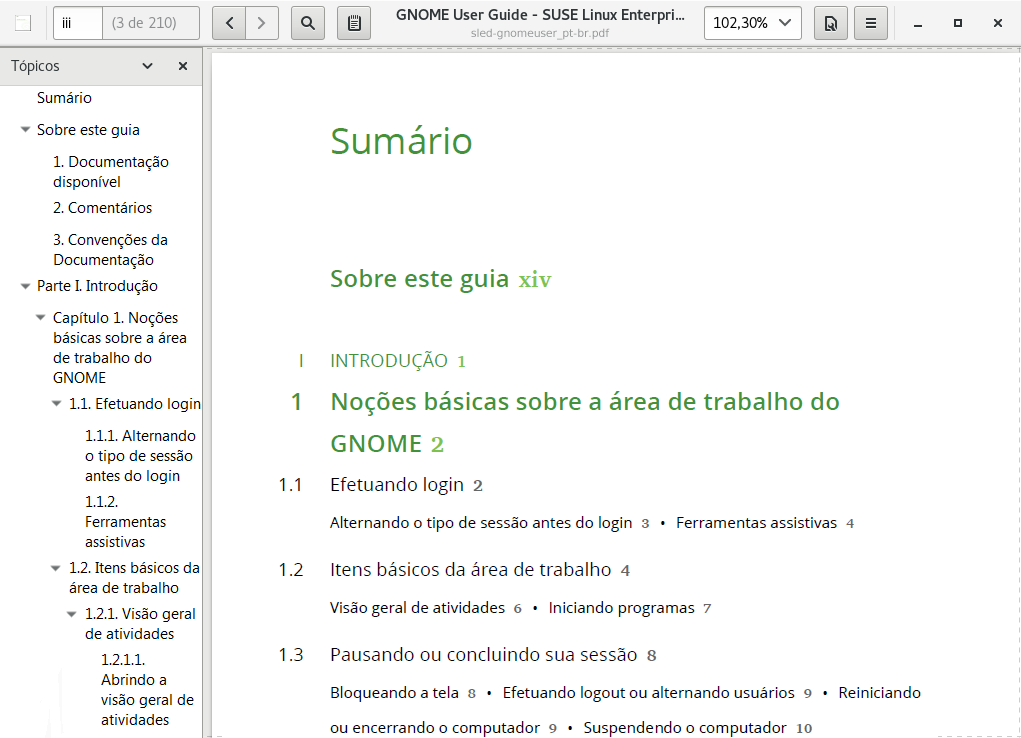 iii (3 de 210)
GNOME User Guide - SUSE Linux Enterpri...
sled-gnomeuser_pt-br.pdf
102,30%
Tópicos
Sumário
Sobre este guia
1. Documentação
disponível
2. Comentários
3. Convenções da
Documentação
Parte I. Introdução
Capítulo 1. Noções
básicas sobre a área
de trabalho do
GNOME
1.1. Efetuando login
1.1.1. Alternando
o tipo de sessão
antes do login
1.1.2.
Ferramentas
assistivas
1.2. Itens básicos da
área de trabalho
1.2.1. Visão geral
de atividades
1.2.1.1.
Abrindo a
visão geral de
atividades
Sumário
Sobre este guia xiv
I INTRODUÇÃO 1
1 Noções básicas sobre a área de trabalho do
GNOME 2
1.1 Efetuando login 2
Alternando o tipo de sessão antes do login 3 • Ferramentas assistivas 4
1.2 Itens básicos da área de trabalho 4
Visão geral de atividades 6 • Iniciando programas 7
1.3 Pausando ou concluindo sua sessão 8
Bloqueando a tela 8 • Efetuando logout ou alternando usuários 9 • Reiniciando
ou encerrando o computador 9 • Suspendendo o computador 10